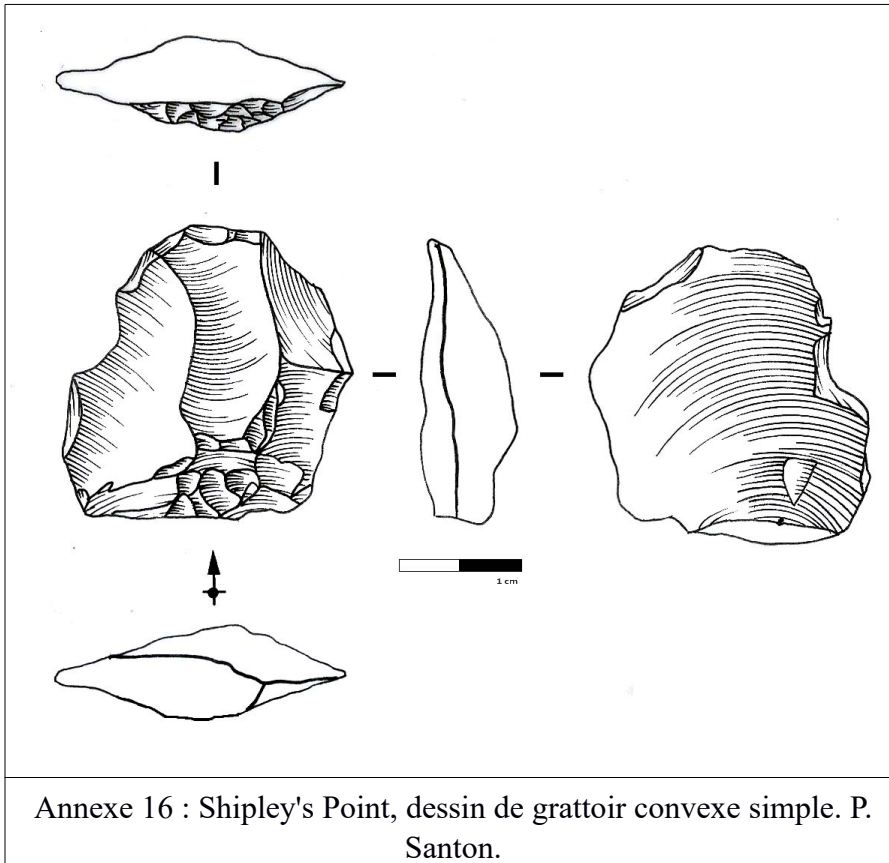 1 cm
Annexe 16 : Shipley's Point, dessin de grattoir convexe simple. P.
Santon.